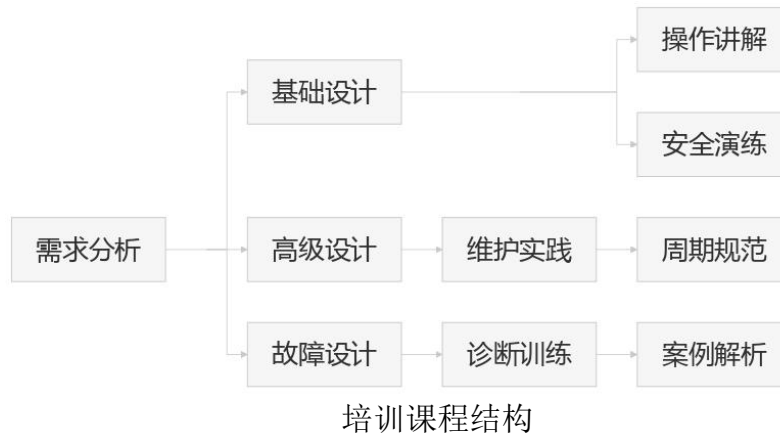 操作讲解
基础设计
安全演练
需求分析
高级设计
维护实践
周期规范
故障设计
诊断训练
案例解析
培训课程结构